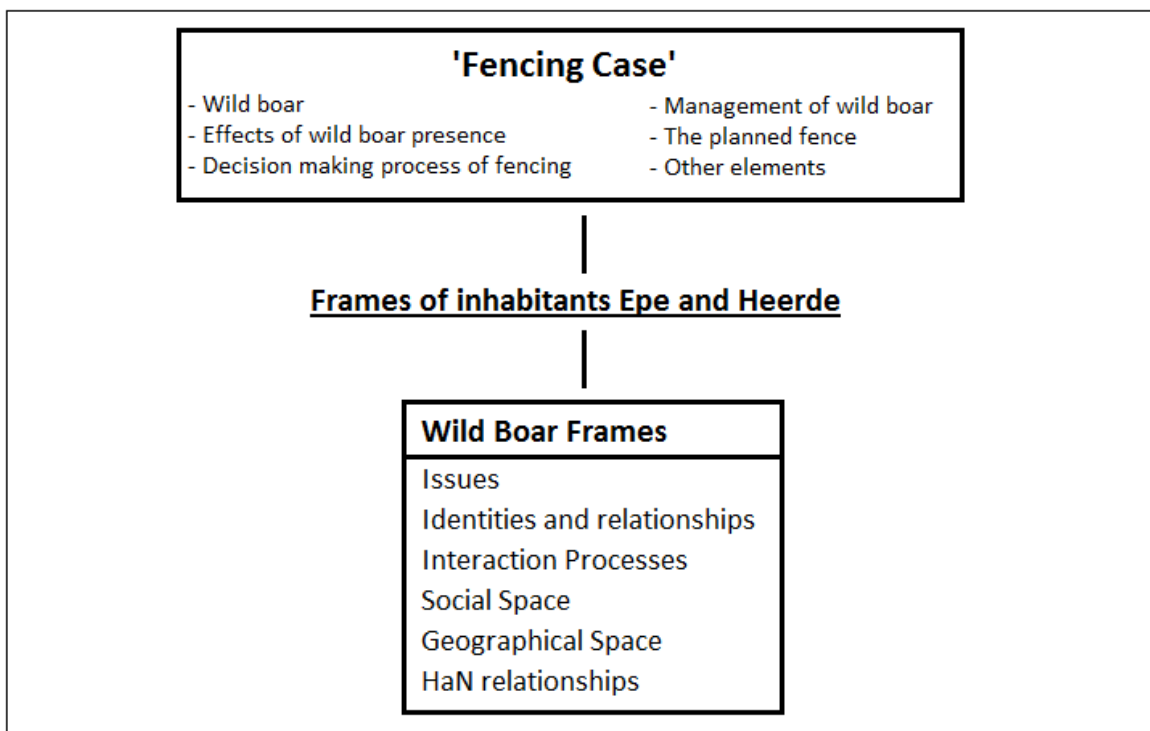 'Fencing Case'
- Wild boar
- Effects of wild boar presence
- Decision making process of fencing
- Management of wild boar
- The planned fence
- Other elements
Frames of inhabitants Epe and Heerde
Wild Boar Frames
Issues
Identities and relationships
Interaction Processes
Social Space
Geographical Space
HaN relationships